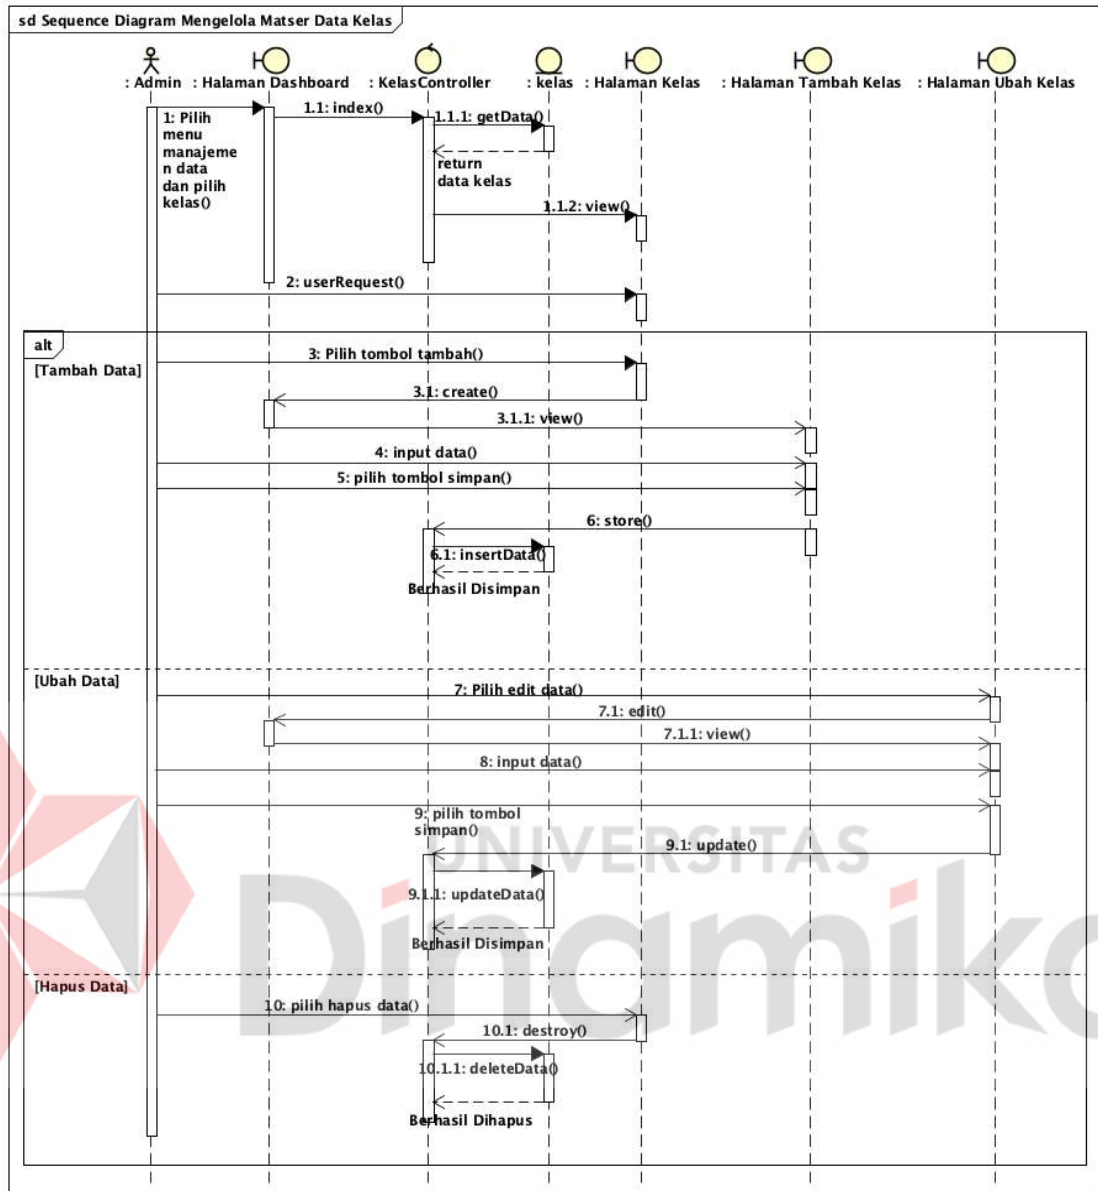 sd Sequence Diagram Mengelola Matser Data Kelas
: Admin
: Halaman Dashboard
: KelasController
: kelas
: Halaman Kelas
: Halaman Tambah Kelas
: Halaman Ubah Kelas
1: Pilih
menu
manajeme
n data
dan pilih
kelas()
1.1: index()
1.1.1: getData()
return
data kelas
1.1.2: view()
2: userRequest()
alt
[Tambah Data]
3: Pilih tombol tambah()
3.1: create()
3.1.1: view()
4: input data()
5: pilih tombol simpan()
6: store()
6.1: insertData()
Berhasil Disimpan
[Ubah Data]
7: Pilih edit data()
7.1: edit()
7.1.1: view()
8: input data()
9: pilih tombol
simpan()
UNIVERSITAS
9.1: update()
9.1.1: updateData()
Dinamika
Berhasil Disimpan
[Hapus Data]
10: pilih hapus data()
10.1: destroy()
10.1.1: deleteData()
Berhasil Dihapus